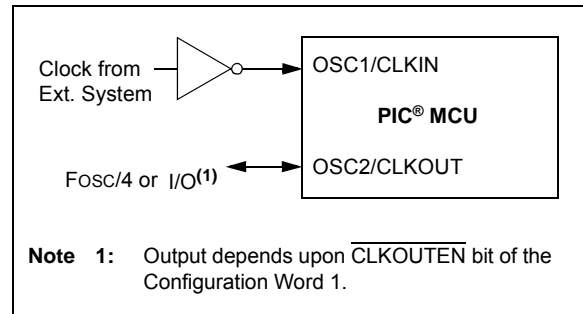 Clock from
Ext. System
OSC1/CLKIN
PIC® MCU
FOSC/4 or I/O(1)
OSC2/CLKOUT
Note 1: Output depends upon CLKOUTEN bit of the
Configuration Word 1.